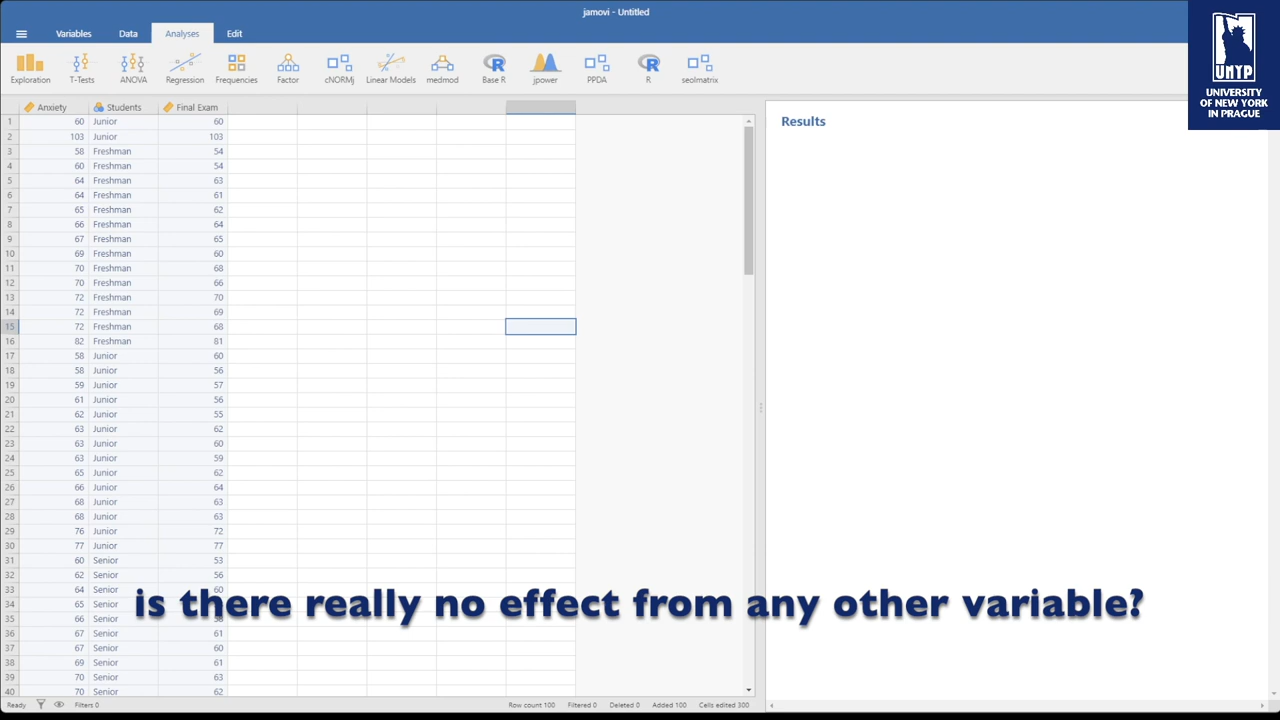 jamovi - Untitled
Variables Data Analyses Edit
Exploration T-Tests ANOVA Regression Frequencies Factor cNORMj Linear Models medmod Base R jpower PPDA R seolmatrix
UNYP
UNIVERSITY
OF NEW YORK
IN PRAGUE
Anxiety Students Final Exam
Results
1 60 Junior 60
2 103 Junior 103
3 58 Freshman 54
4 60 Freshman 54
5 64 Freshman 63
6 64 Freshman 61
7 65 Freshman 62
8 66 Freshman 64
9 67 Freshman 65
10 69 Freshman 60
11 70 Freshman 68
12 70 Freshman 66
13 72 Freshman 70
14 72 Freshman 69
15 72 Freshman 68
16 82 Freshman 81
17 58 Junior 60
18 58 Junior 56
19 59 Junior 57
20 61 Junior 56
21 62 Junior 55
22 63 Junior 62
23 63 Junior 60
24 63 Junior 59
25 65 Junior 62
26 66 Junior 64
27 68 Junior 63
28 68 Junior 63
29 76 Junior 72
30 77 Junior 77
31 60 Senior 53
32 62 Senior 56
33 64 Senior 60
is there really no effect from any other variable?
34 65 Senior
35 66 Senior
36 67 Senior 61
37 67 Senior 60
38 69 Senior 61
39 70 Senior 63
40 70 Senior 62
Ready Filters 0 Row count 100 Filtered 0 Deleted 0 Added 100 Cells edited 300